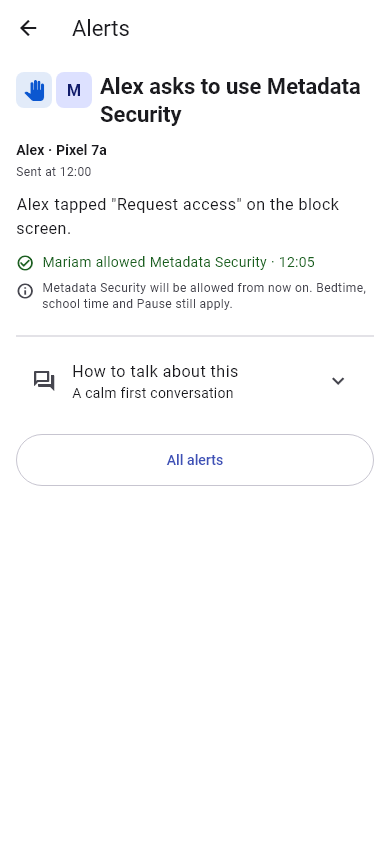 Alerts
M
Alex asks to use Metadata
Security
Alex · Pixel 7a
Sent at 12:00
Alex tapped "Request access" on the block
screen.
Mariam allowed Metadata Security · 12:05
Metadata Security will be allowed from now on. Bedtime,
school time and Pause still apply.
How to talk about this
A calm first conversation
All alerts